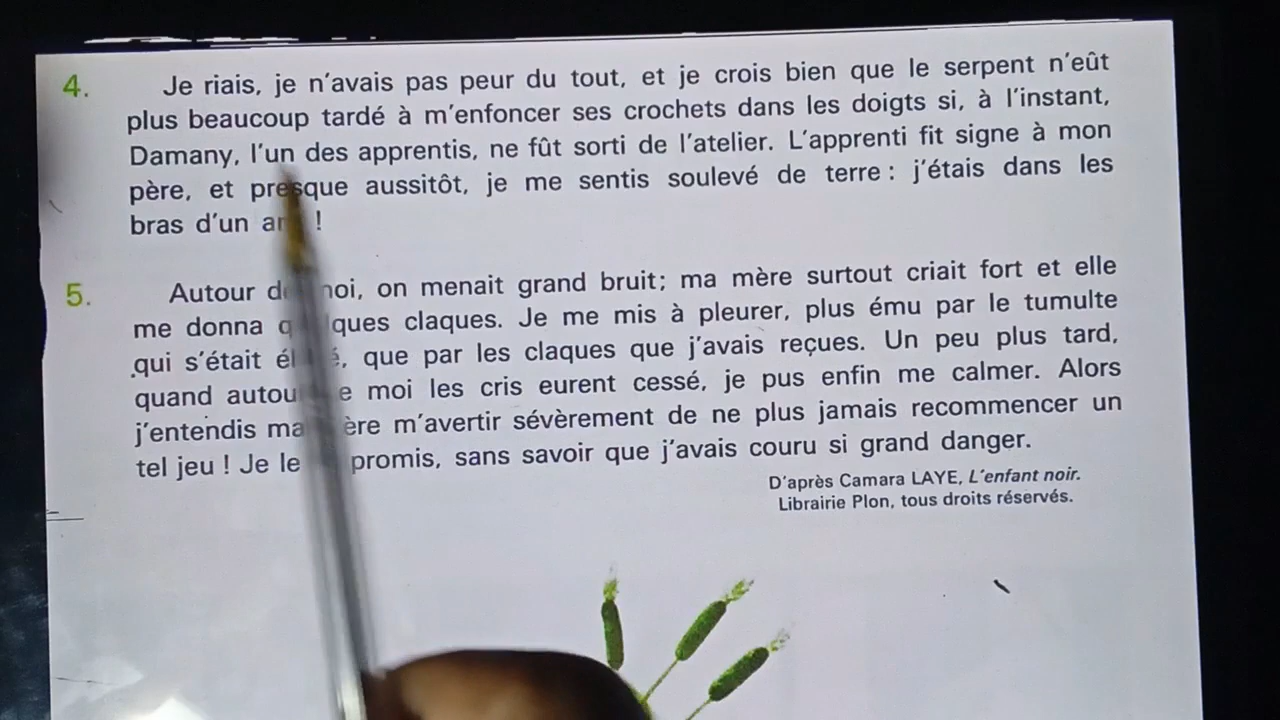 4. Je riais, je n'avais pas peur du tout, et je crois bien que le serpent n'eût
plus beaucoup tardé à m'enfoncer ses crochets dans les doigts si, à l'instant,
Damany, l'un des apprentis, ne fût sorti de l'atelier. L'apprenti fit signe à mon
père, et presque aussitôt, je me sentis soulevé de terre : j'étais dans les
bras d'un !
5. Autour de moi, on menait grand bruit; ma mère surtout criait fort et elle
me donna quelques claques. Je me mis à pleurer, plus ému par le tumulte
qui s'était élevé, que par les claques que j'avais reçues. Un peu plus tard,
quand autour de moi les cris eurent cessé, je pus enfin me calmer. Alors
j'entendis ma mère m'avertir sévèrement de ne plus jamais recommencer un
tel jeu ! Je le promis, sans savoir que j'avais couru si grand danger.
D'après Camara LAYE, L'enfant noir.
Librairie Plon, tous droits réservés.